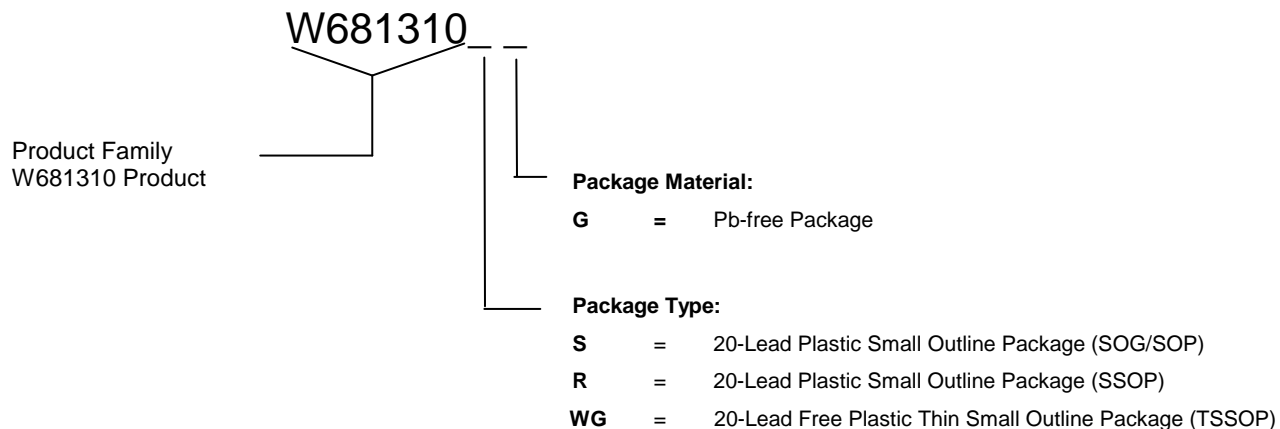 W681310_ _
Product Family
W681310 Product
Package Material:
G = Pb-free Package
Package Type:
S = 20-Lead Plastic Small Outline Package (SOG/SOP)
R = 20-Lead Plastic Small Outline Package (SSOP)
WG = 20-Lead Free Plastic Thin Small Outline Package (TSSOP)